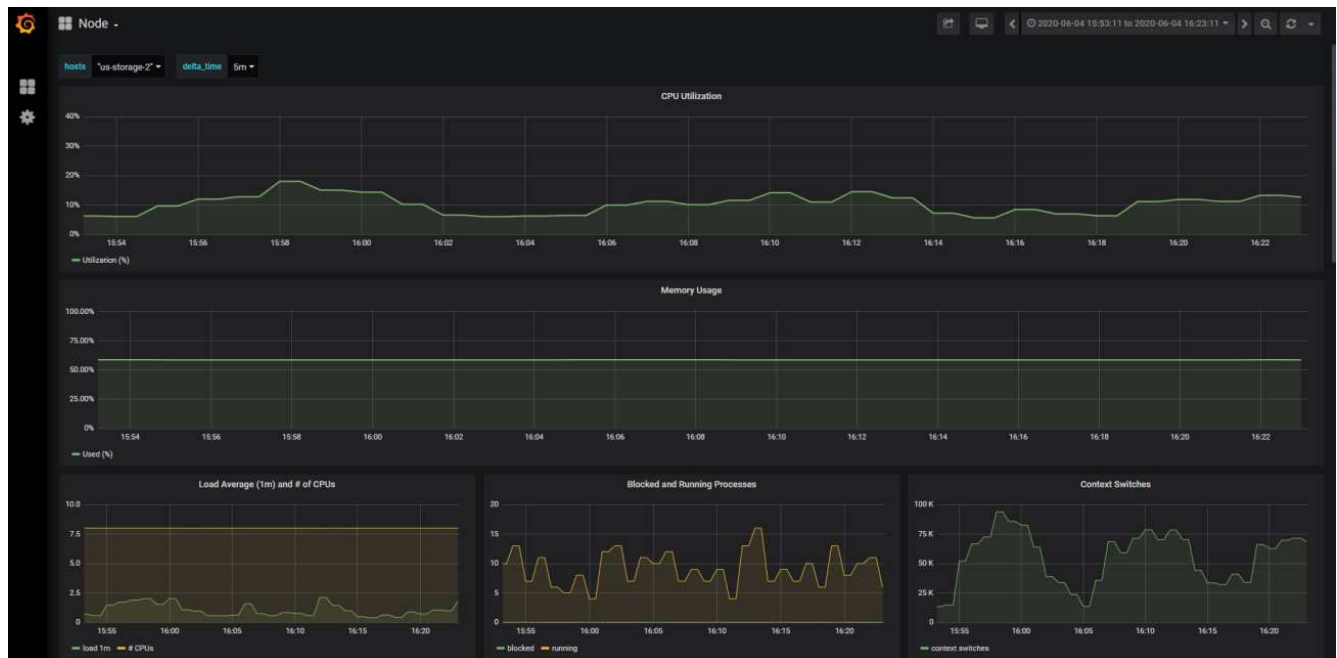 Node
2020-06-04 15:53:11 to 2020-06-04 16:23:11
hosts "us-storage-2" delta_time 5m
CPU Utilization
40%
30%
20%
10%
0%
15:54 15:56 15:58 16:00 16:02 16:04 16:06 16:08 16:10 16:12 16:14 16:16 16:18 16:20 16:22
Utilization (%)
Memory Usage
100.00%
75.00%
50.00%
25.00%
0%
15:54 15:56 15:58 16:00 16:02 16:04 16:06 16:08 16:10 16:12 16:14 16:16 16:18 16:20 16:22
Used (%)
Load Average (1m) and # of CPUs
10.0
7.5
5.0
2.5
0
15:55 16:00 16:05 16:10 16:15 16:20
load 1m # CPUs
Blocked and Running Processes
20
15
10
5
0
15:55 16:00 16:05 16:10 16:15 16:20
blocked running
Context Switches
100 K
75 K
50 K
25 K
0
15:55 16:00 16:05 16:10 16:15 16:20
context switches